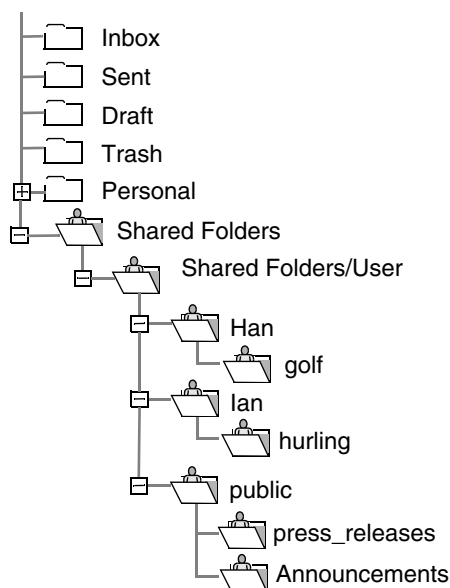 Inbox
Sent
Draft
Trash
Personal
Shared Folders
Shared Folders/User
Han
golf
Ian
hurling
public
press_releases
Announcements